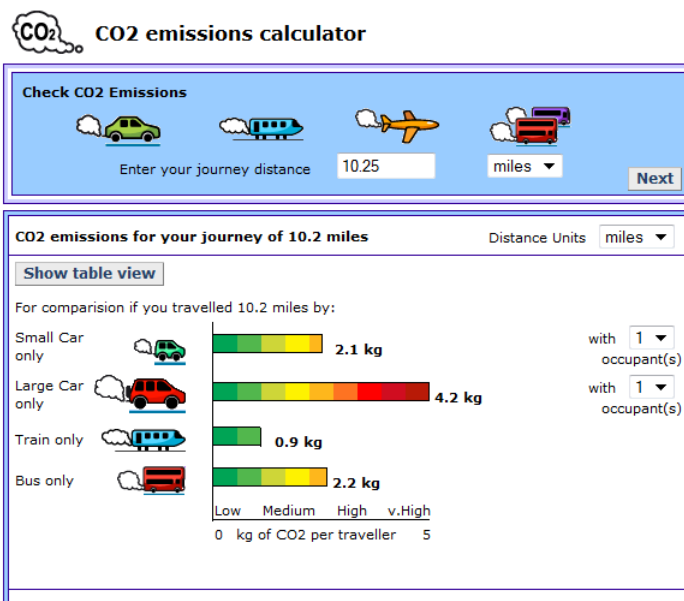 CO2 CO2 emissions calculator
Check CO2 Emissions
Enter your journey distance 10.25 miles
Next
CO2 emissions for your journey of 10.2 miles Distance Units miles
Show table view
For comparision if you travelled 10.2 miles by:
Small Car only 2.1 kg with 1 occupant(s)
Large Car only 4.2 kg with 1 occupant(s)
Train only 0.9 kg
Bus only 2.2 kg
Low Medium High v.High
0 kg of CO2 per traveller 5